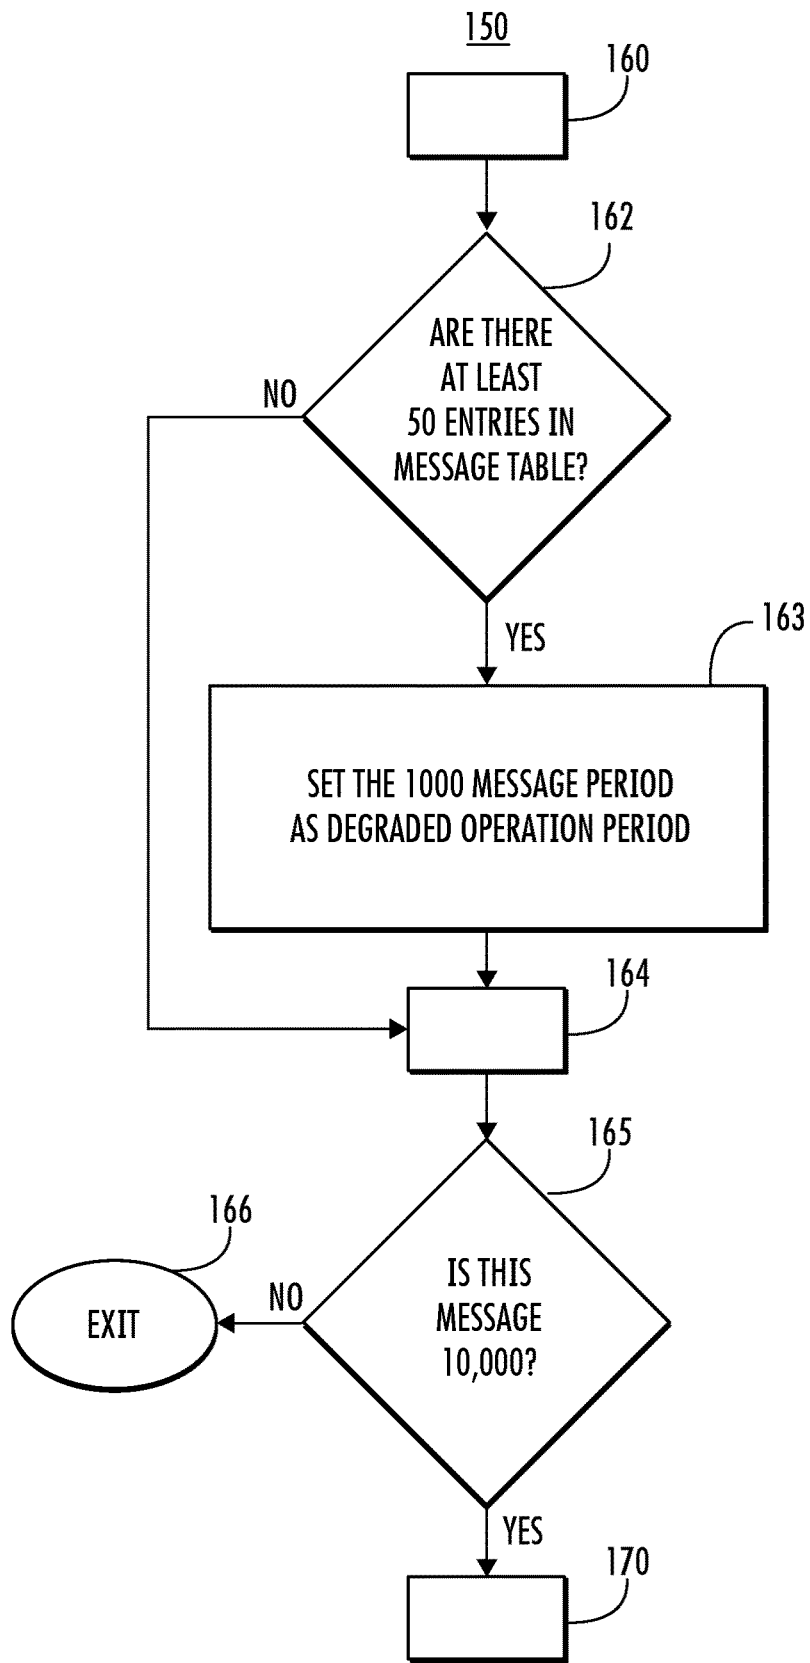 150
160
162
ARE THERE
AT LEAST
50 ENTRIES IN
MESSAGE TABLE?
NO
YES
163
SET THE 1000 MESSAGE PERIOD
AS DEGRADED OPERATION PERIOD
164
165
166
IS THIS
MESSAGE
10,000?
NO
EXIT
YES
170